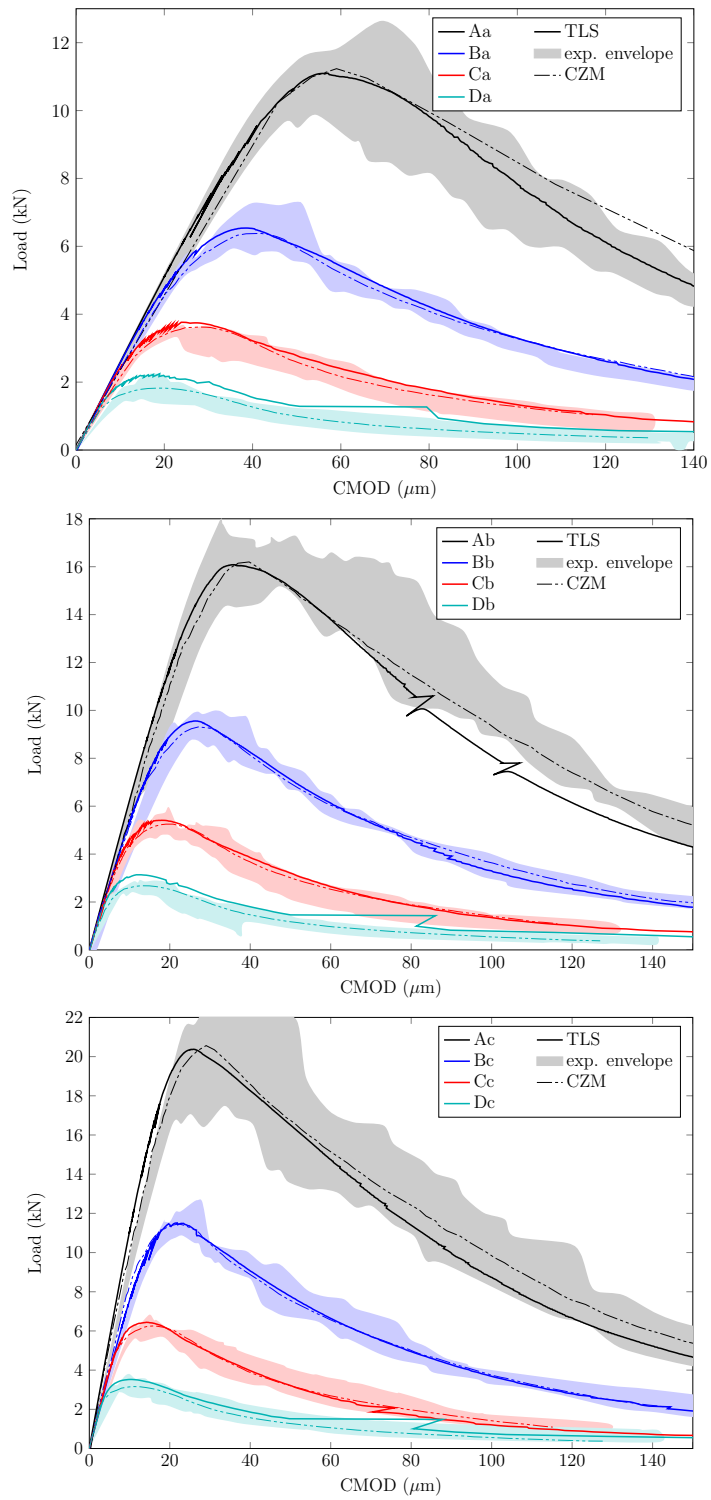 12
10
8
6
4
2
0
Load (kN)
Aa TLS
Ba exp. envelope
Ca CZM
Da
0 20 40 60 80 100 120 140
CMOD (μm)
18
16
14
12
10
8
6
4
2
0
Load (kN)
Ab TLS
Bb exp. envelope
Cb CZM
Db
0 20 40 60 80 100 120 140
CMOD (μm)
22
20
18
16
14
12
10
8
6
4
2
0
Load (kN)
Ac TLS
Bc exp. envelope
Cc CZM
Dc
0 20 40 60 80 100 120 140
CMOD (μm)